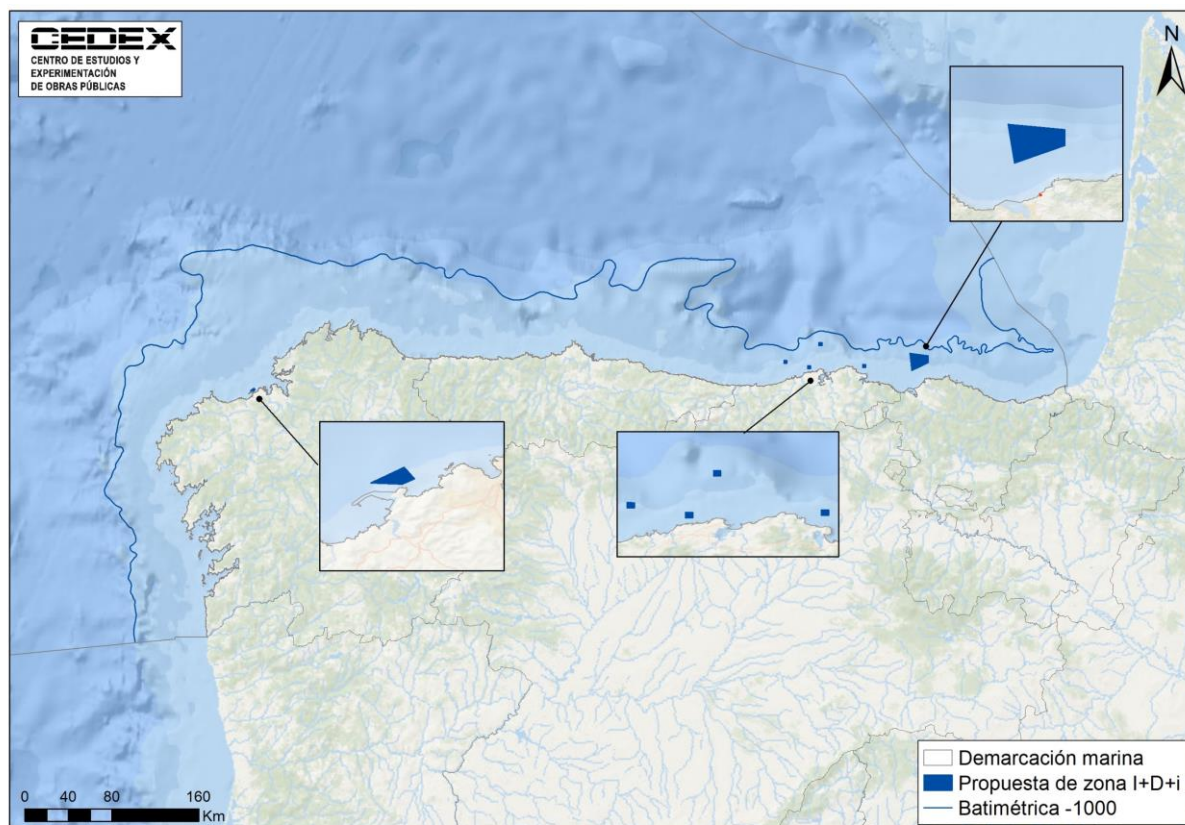 CEDEX
CENTRO DE ESTUDIOS Y
EXPERIMENTACIÓN
DE OBRAS PÚBLICAS
N
Demarcación marina
Propuesta de zona I+D+i
Batimétrica -1000
0 40 80 160
Km